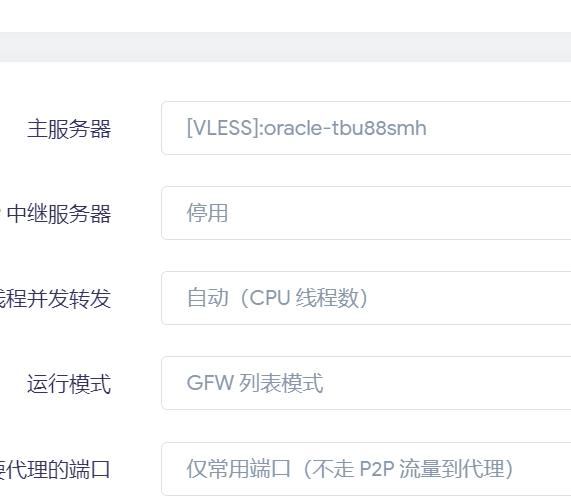 主服务器 [VLESS]:oracle-tbu88smh
中继服务器 停用
程并发转发 自动（CPU 线程数）
运行模式 GFW 列表模式
代理的端口 仅常用端口（不走 P2P 流量到代理）